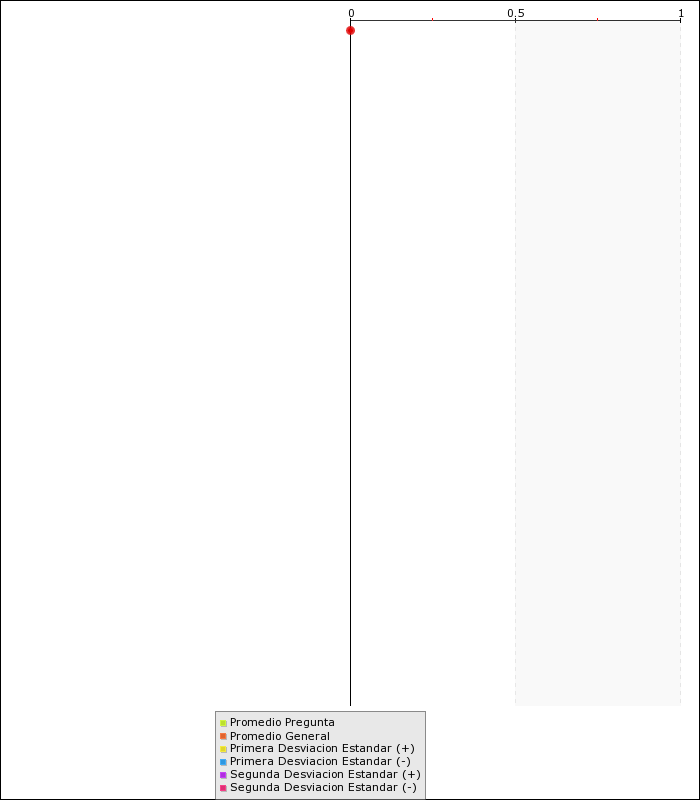 0 0.5 1
Promedio Pregunta
Promedio General
Primera Desviacion Estandar (+)
Primera Desviacion Estandar (-)
Segunda Desviacion Estandar (+)
Segunda Desviacion Estandar (-)